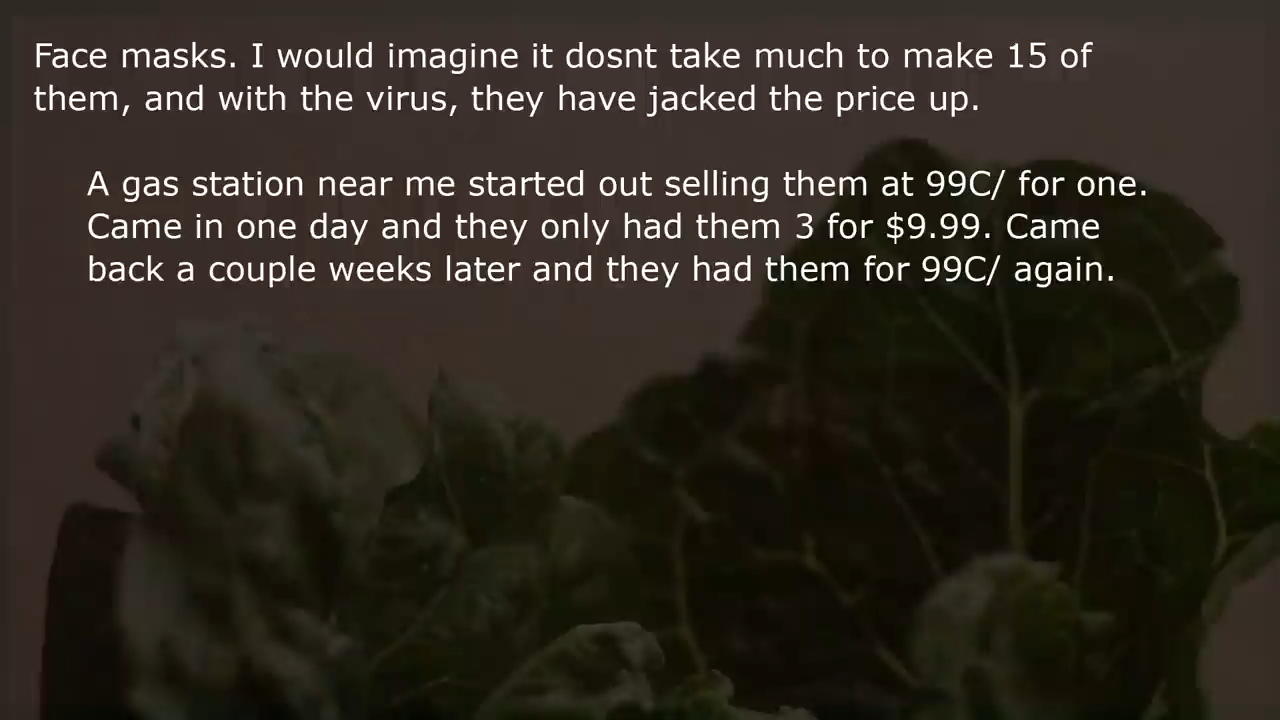 Face masks. I would imagine it dosnt take much to make 15 of
them, and with the virus, they have jacked the price up.
A gas station near me started out selling them at 99C/ for one.
Came in one day and they only had them 3 for $9.99. Came
back a couple weeks later and they had them for 99C/ again.